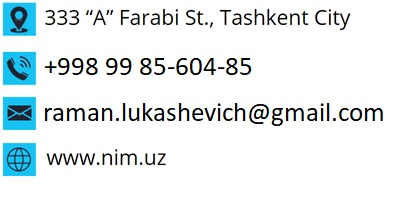 333 “A” Farabi St., Tashkent City
+998 99 85-604-85
raman.lukashevich@gmail.com
www.nim.uz